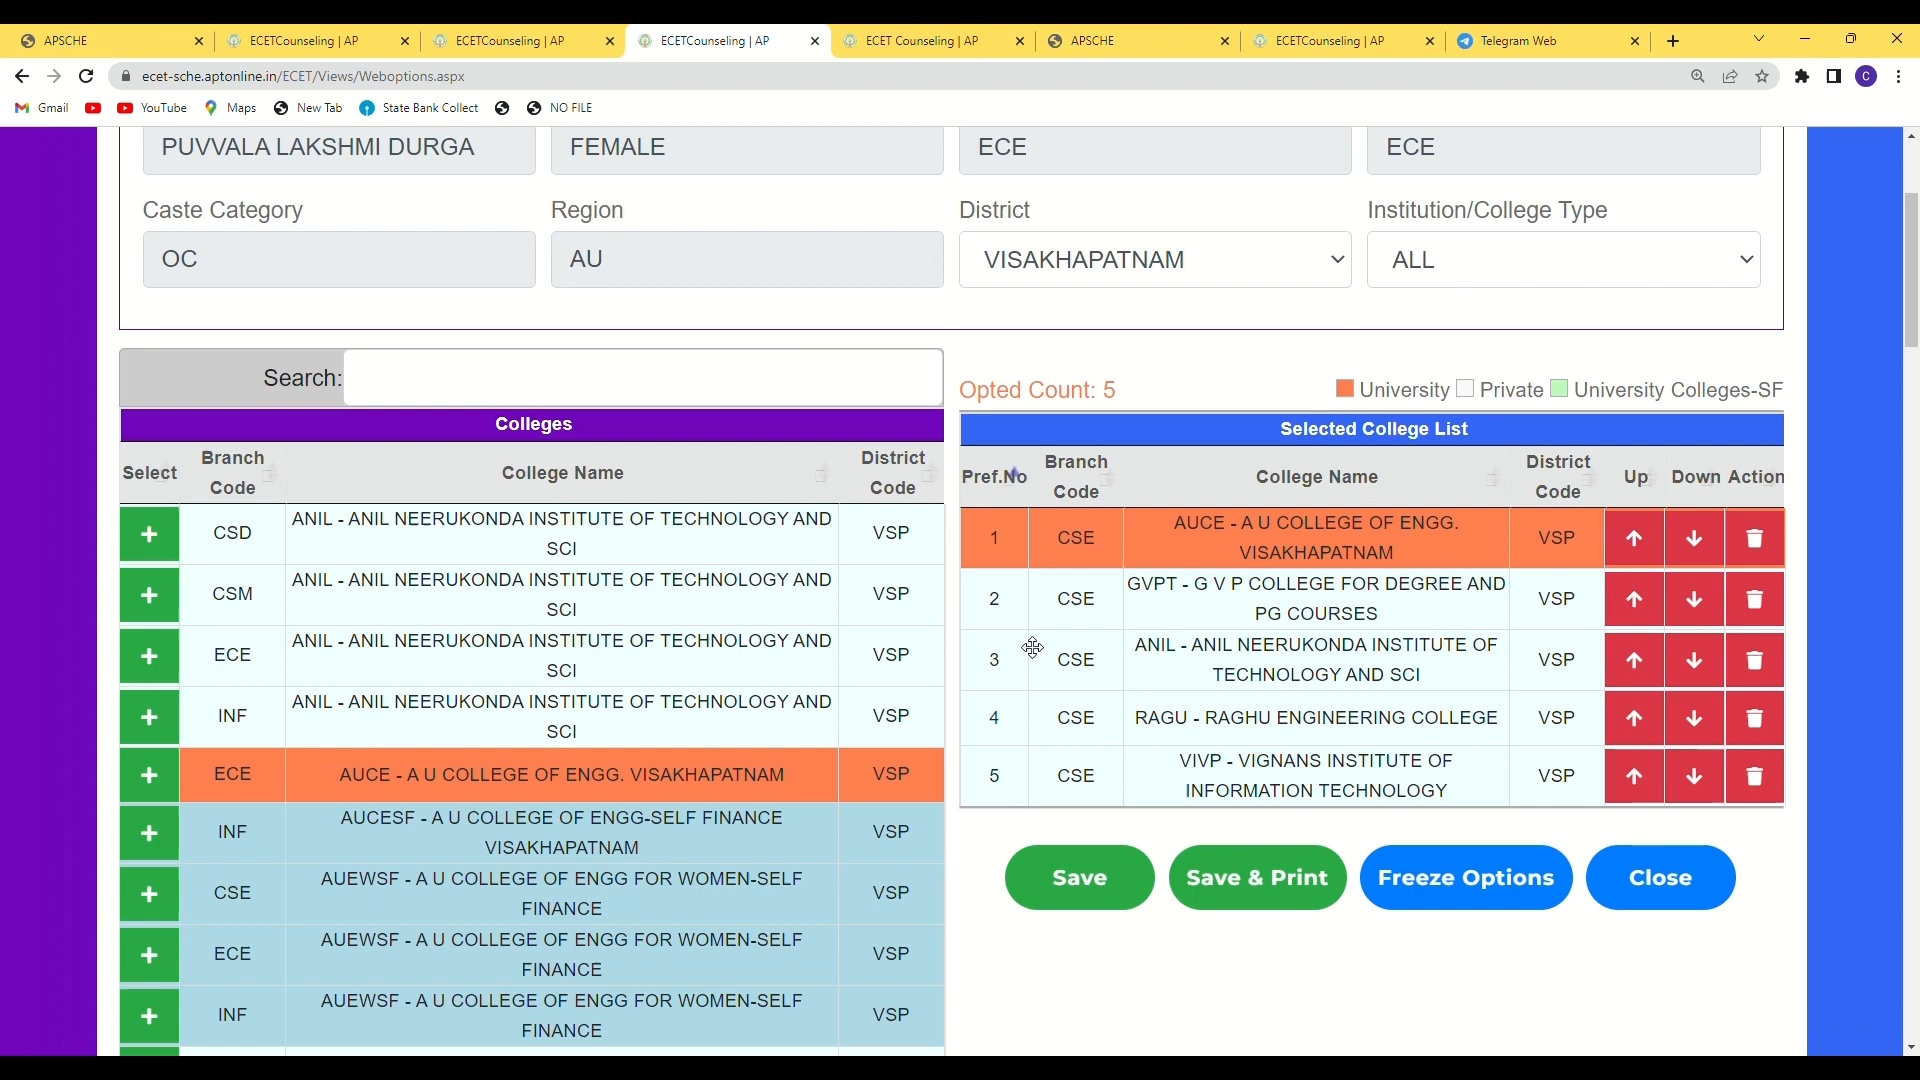 APSCHE
ECETCounseling | AP
ECETCounseling | AP
ECETCounseling | AP
ECET Counseling | AP
APSCHE
ECETCounseling | AP
Telegram Web
ecet-sche.aptonline.in/ECET/Views/Weboptions.aspx
C
Gmail
YouTube
Maps
New Tab
State Bank Collect
NO FILE
PUVVALA LAKSHMI DURGA
FEMALE
ECE
ECE
Caste Category
Region
District
Institution/College Type
OC
AU
VISAKHAPATNAM
ALL
Search:
Colleges
Select
Branch
Code
College Name
District
Code
CSD
ANIL - ANIL NEERUKONDA INSTITUTE OF TECHNOLOGY AND
SCI
VSP
CSM
ANIL - ANIL NEERUKONDA INSTITUTE OF TECHNOLOGY AND
SCI
VSP
ECE
ANIL - ANIL NEERUKONDA INSTITUTE OF TECHNOLOGY AND
SCI
VSP
INF
ANIL - ANIL NEERUKONDA INSTITUTE OF TECHNOLOGY AND
SCI
VSP
ECE
AUCE - A U COLLEGE OF ENGG. VISAKHAPATNAM
VSP
INF
AUCESF - A U COLLEGE OF ENGG-SELF FINANCE
VISAKHAPATNAM
VSP
CSE
AUEWSF - A U COLLEGE OF ENGG FOR WOMEN-SELF
FINANCE
VSP
ECE
AUEWSF - A U COLLEGE OF ENGG FOR WOMEN-SELF
FINANCE
VSP
INF
AUEWSF - A U COLLEGE OF ENGG FOR WOMEN-SELF
FINANCE
VSP
Opted Count: 5
University
Private
University Colleges-SF
Selected College List
Pref.No
Branch
Code
College Name
District
Code
Up
Down
Action
1
CSE
AUCE - A U COLLEGE OF ENGG.
VISAKHAPATNAM
VSP
2
CSE
GVPT - G V P COLLEGE FOR DEGREE AND
PG COURSES
VSP
3
CSE
ANIL - ANIL NEERUKONDA INSTITUTE OF
TECHNOLOGY AND SCI
VSP
4
CSE
RAGU - RAGHU ENGINEERING COLLEGE
VSP
5
CSE
VIVP - VIGNANS INSTITUTE OF
INFORMATION TECHNOLOGY
VSP
Save
Save & Print
Freeze Options
Close